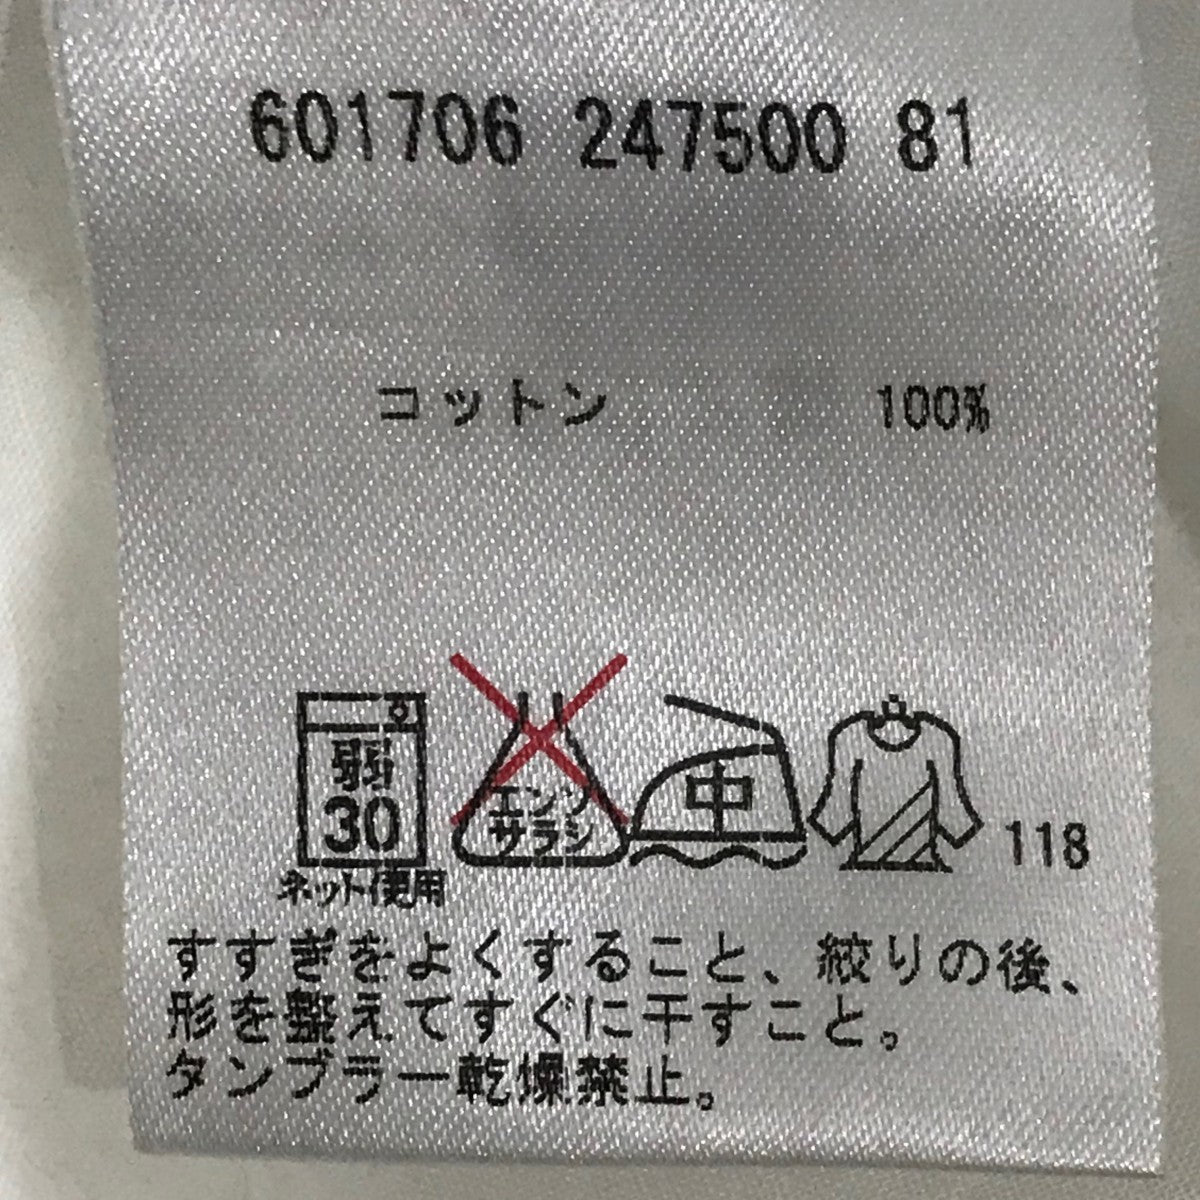 601706 247500 81
コットン 100%
弱
30
ネット使用
エンソ
サラシ
中
118
すすぎをよくすること、絞りの後、
形を整えてすぐに干すこと。
タンブラー乾燥禁止。